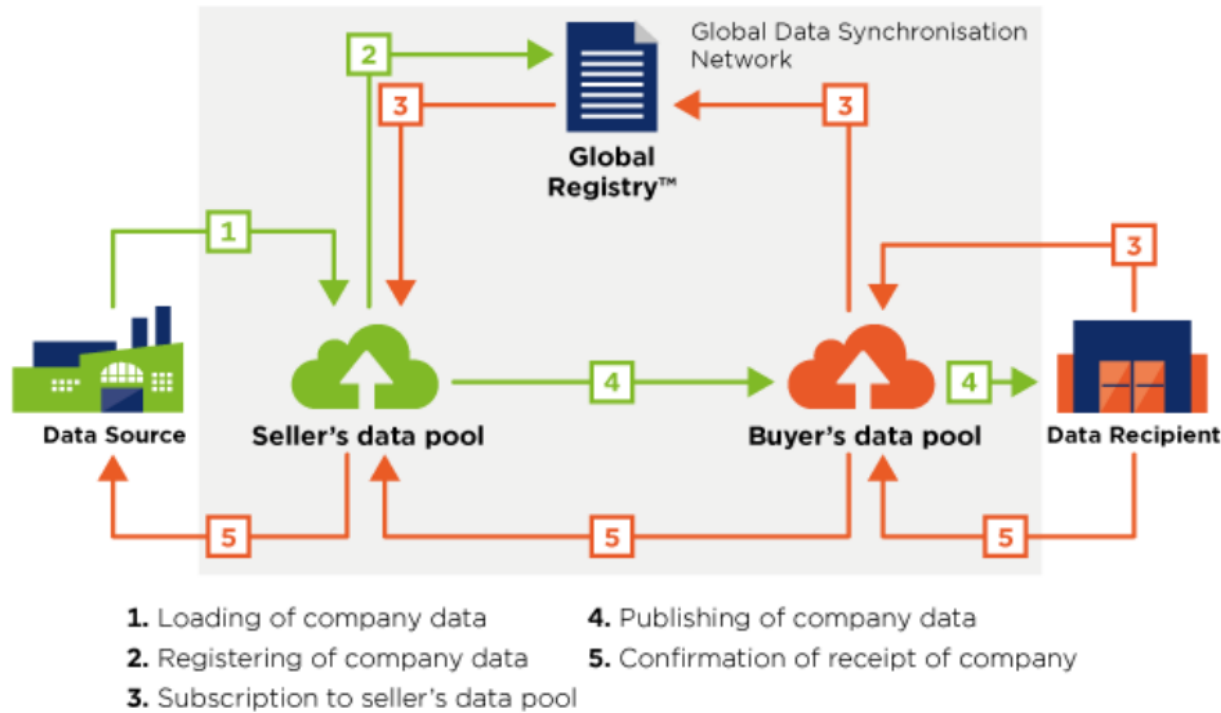 Global Data Synchronisation
Network
2
3
3
Global
Registry™
1
3
4
4
Data Source
Seller's data pool
Buyer's data pool
Data Recipient
5
5
5
1. Loading of company data
2. Registering of company data
3. Subscription to seller's data pool
4. Publishing of company data
5. Confirmation of receipt of company